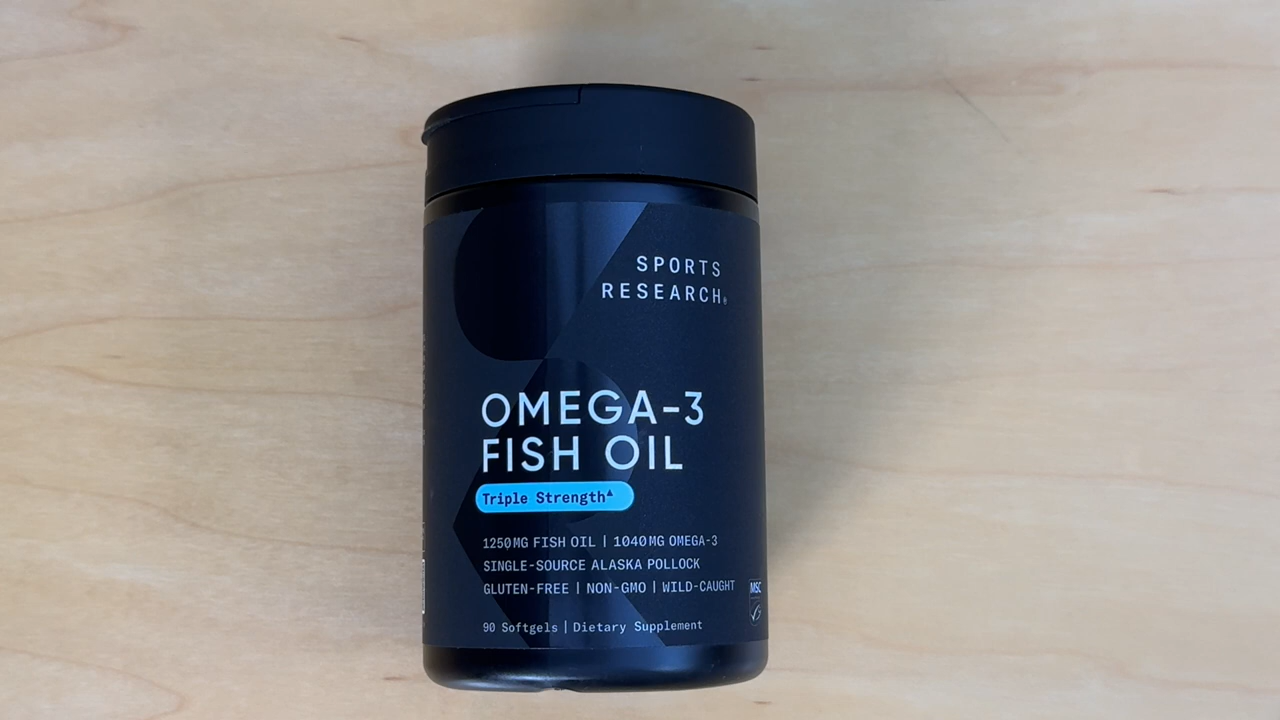 SPORTS
RESEARCH®
OMEGA-3
FISH OIL
Triple Strength▲
1250MG FISH OIL | 1040MG OMEGA-3
SINGLE-SOURCE ALASKA POLLOCK
GLUTEN-FREE | NON-GMO | WILD-CAUGHT
MSC
90 Softgels | Dietary Supplement